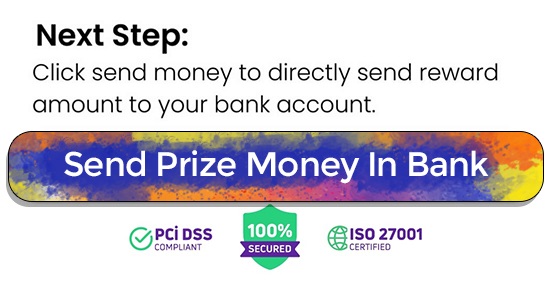 Next Step:
Click send money to directly send reward
amount to your bank account.
Send Prize Money In Bank
PCi DSS
COMPLIANT
100%
SECURED
ISO 27001
CERTIFIED